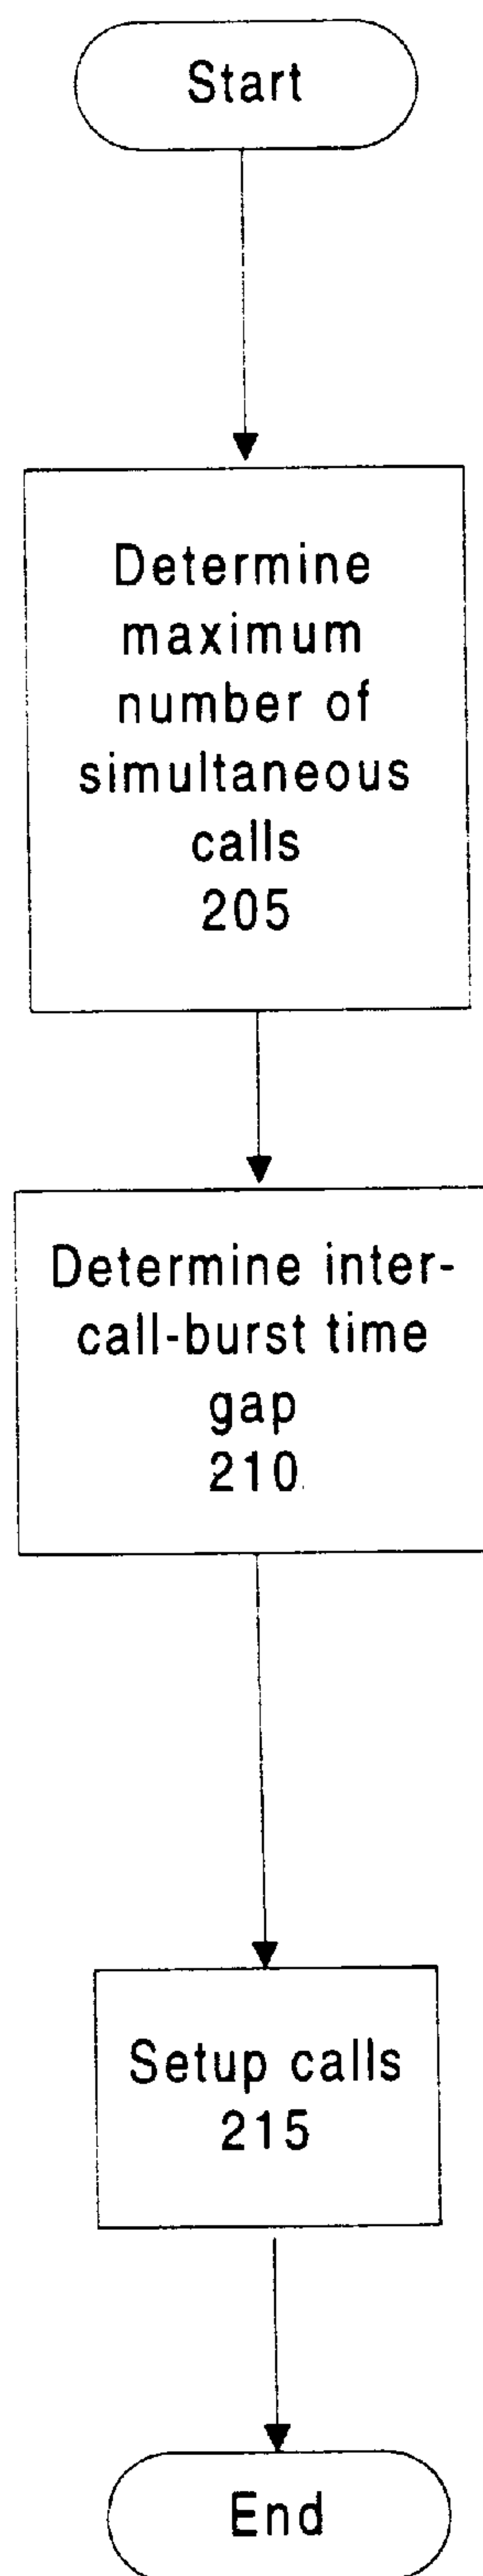 Start
Determine
maximum
number of
simultaneous
calls
205
Determine inter-
call-burst time
gap
210
Setup calls
215
End